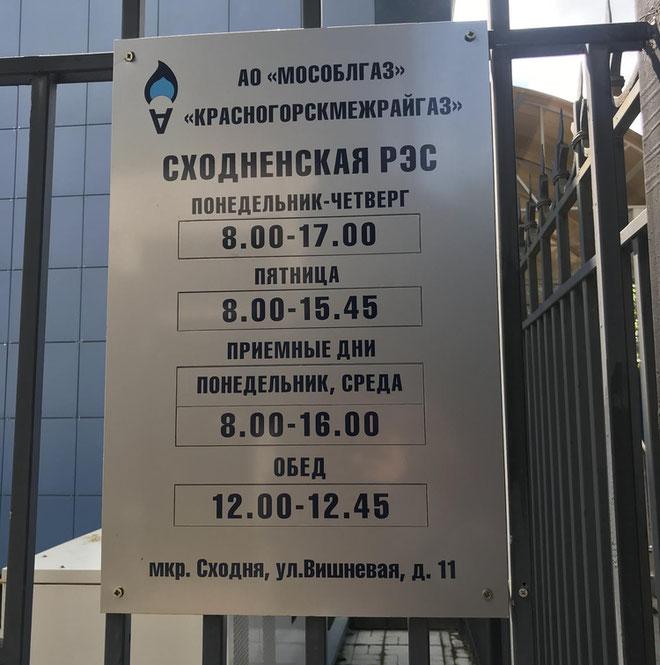 АО «МОСОБЛГАЗ»
«КРАСНОГОРСКМЕЖРАЙГАЗ»
СХОДНЕНСКАЯ РЭС
ПОНЕДЕЛЬНИК-ЧЕТВЕРГ
8.00-17.00
ПЯТНИЦА
8.00-15.45
ПРИЕМНЫЕ ДНИ
ПОНЕДЕЛЬНИК, СРЕДА
8.00-16.00
ОБЕД
12.00-12.45
мкр. Сходня, ул.Вишневая, д. 11